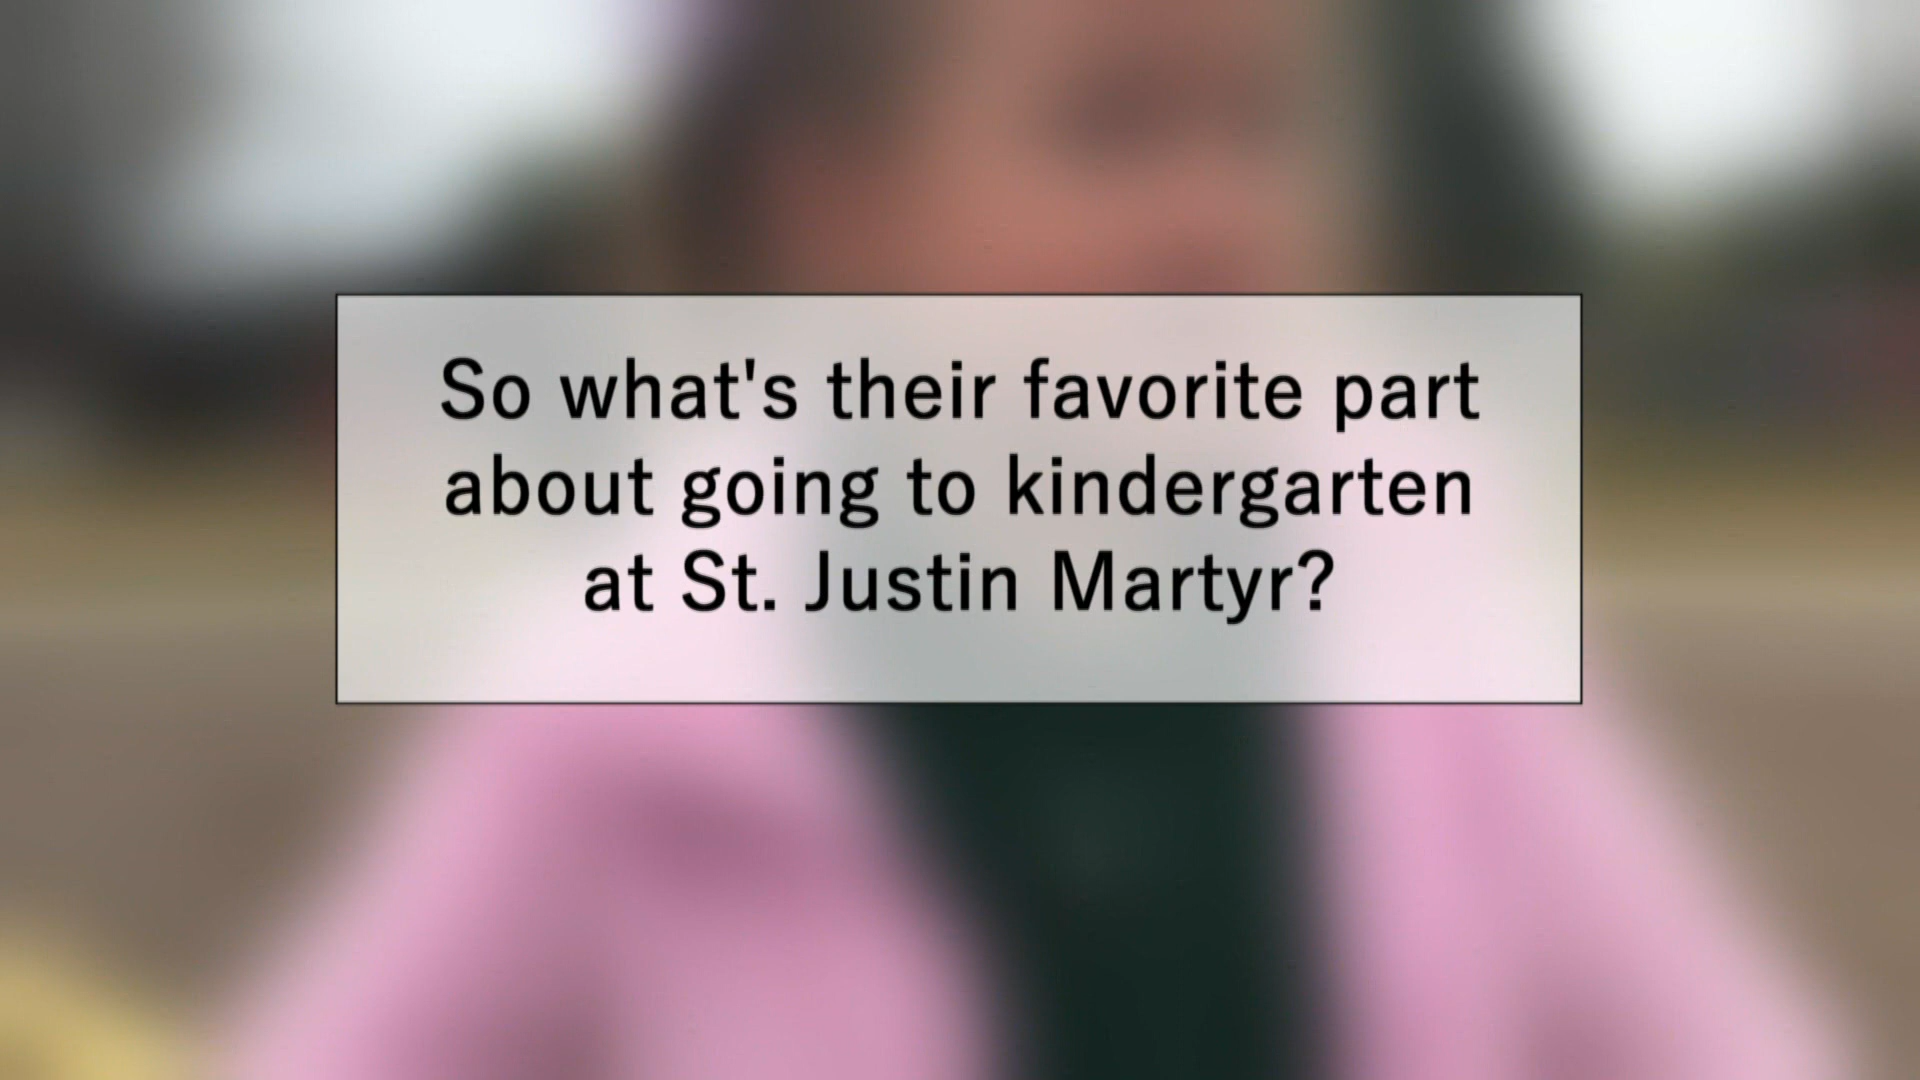 So what's their favorite part
about going to kindergarten
at St. Justin Martyr?